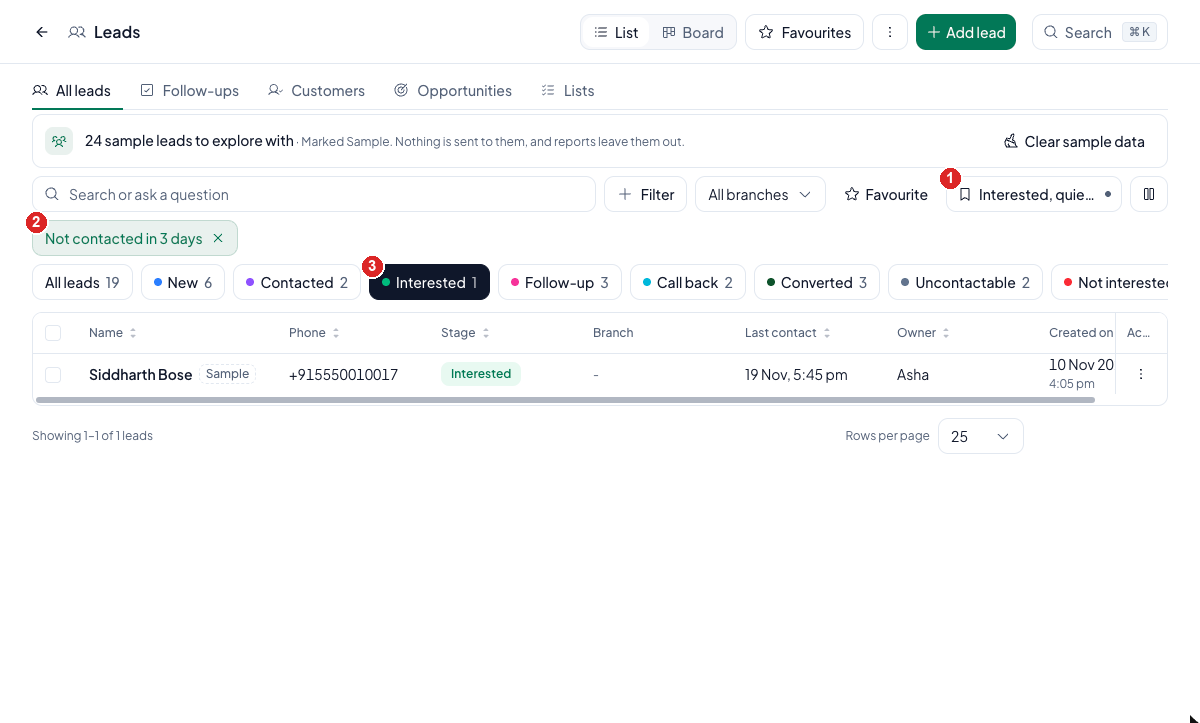 Leads
List
Board
Favourites
Add lead
Search
⌘ K
All leads
Follow-ups
Customers
Opportunities
Lists
24 sample leads to explore with · Marked Sample. Nothing is sent to them, and reports leave them out.
Clear sample data
Search or ask a question
Filter
All branches
Favourite
1
Interested, quie...
2
Not contacted in 3 days
All leads 19
New 6
Contacted 2
3
Interested 1
Follow-up 3
Call back 2
Converted 3
Uncontactable 2
Not interested
Name
Phone
Stage
Branch
Last contact
Owner
Created on
Ac...
Siddharth Bose
Sample
+915550010017
Interested
-
19 Nov, 5:45 pm
Asha
10 Nov 20
4:05 pm
Showing 1–1 of 1 leads
Rows per page
25